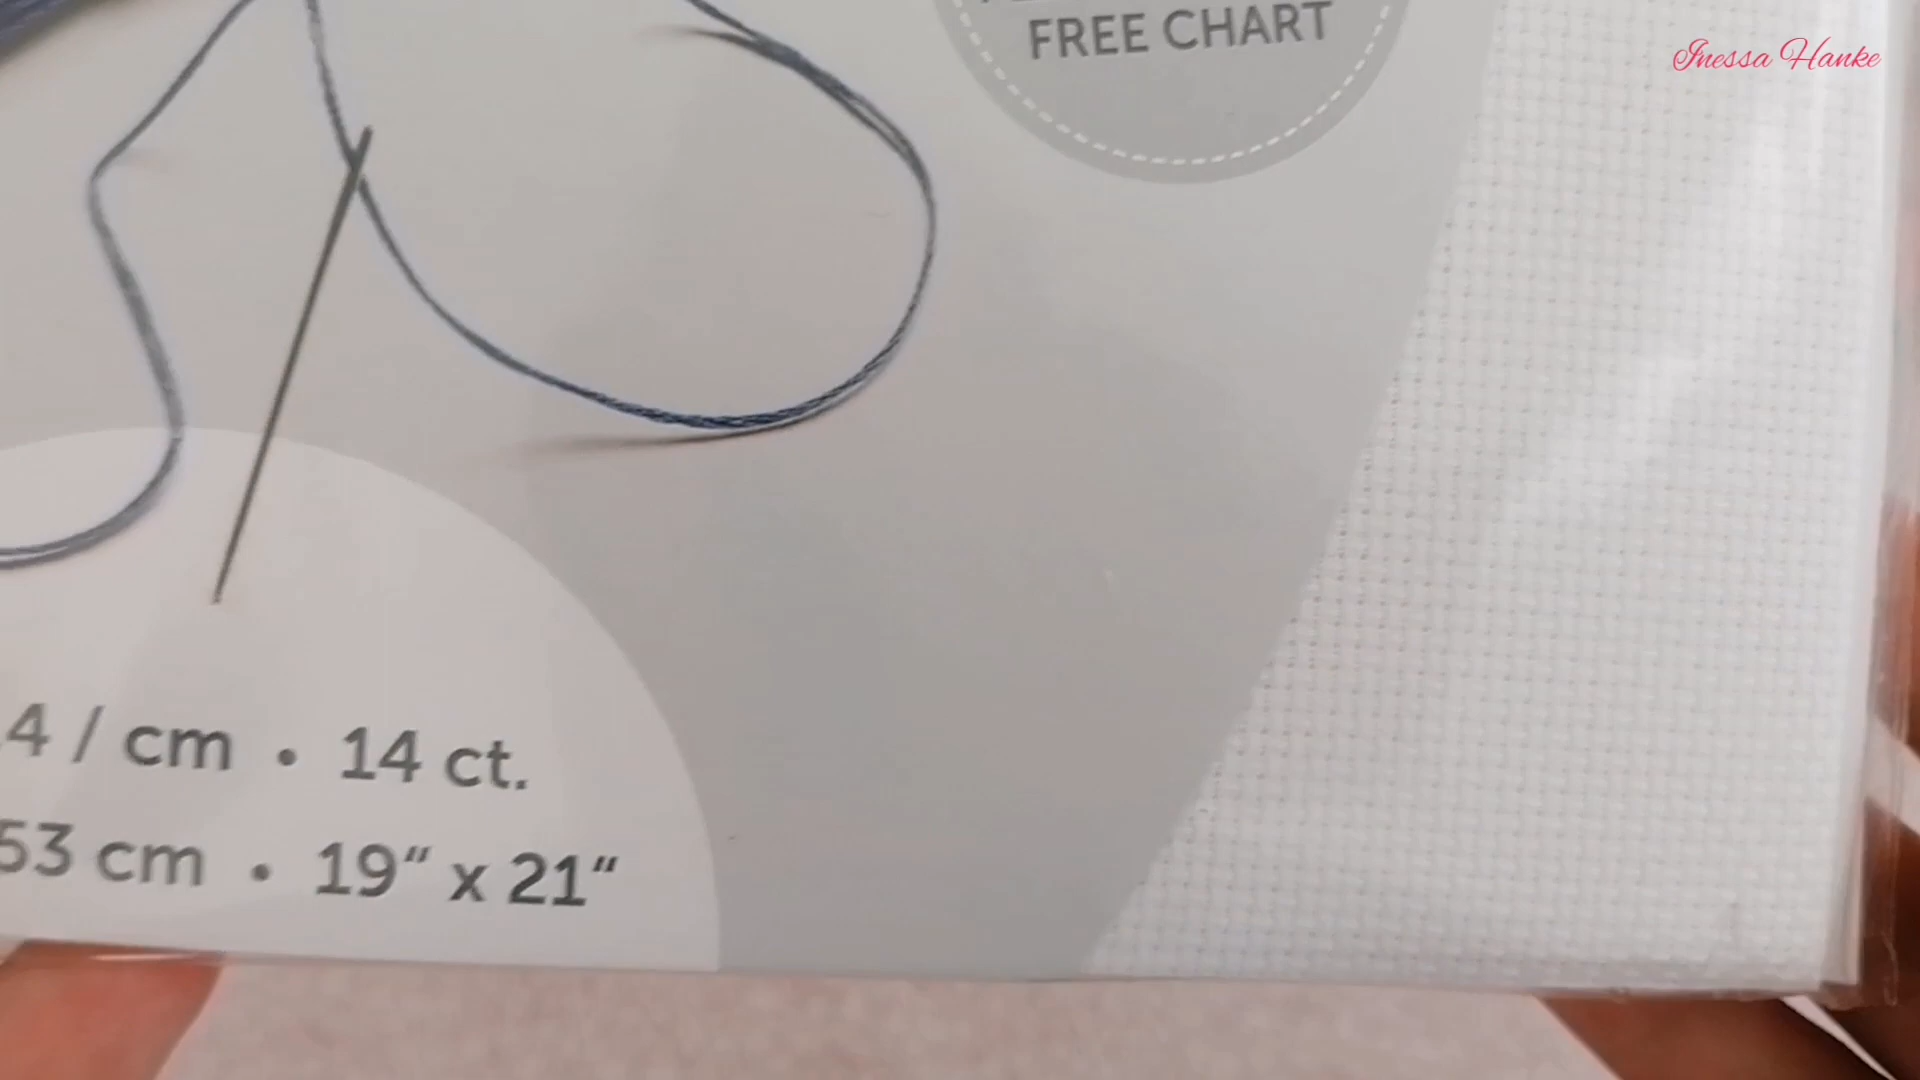 FREE CHART
Inessa Hanke
4 / cm • 14 ct.
53 cm • 19" x 21"